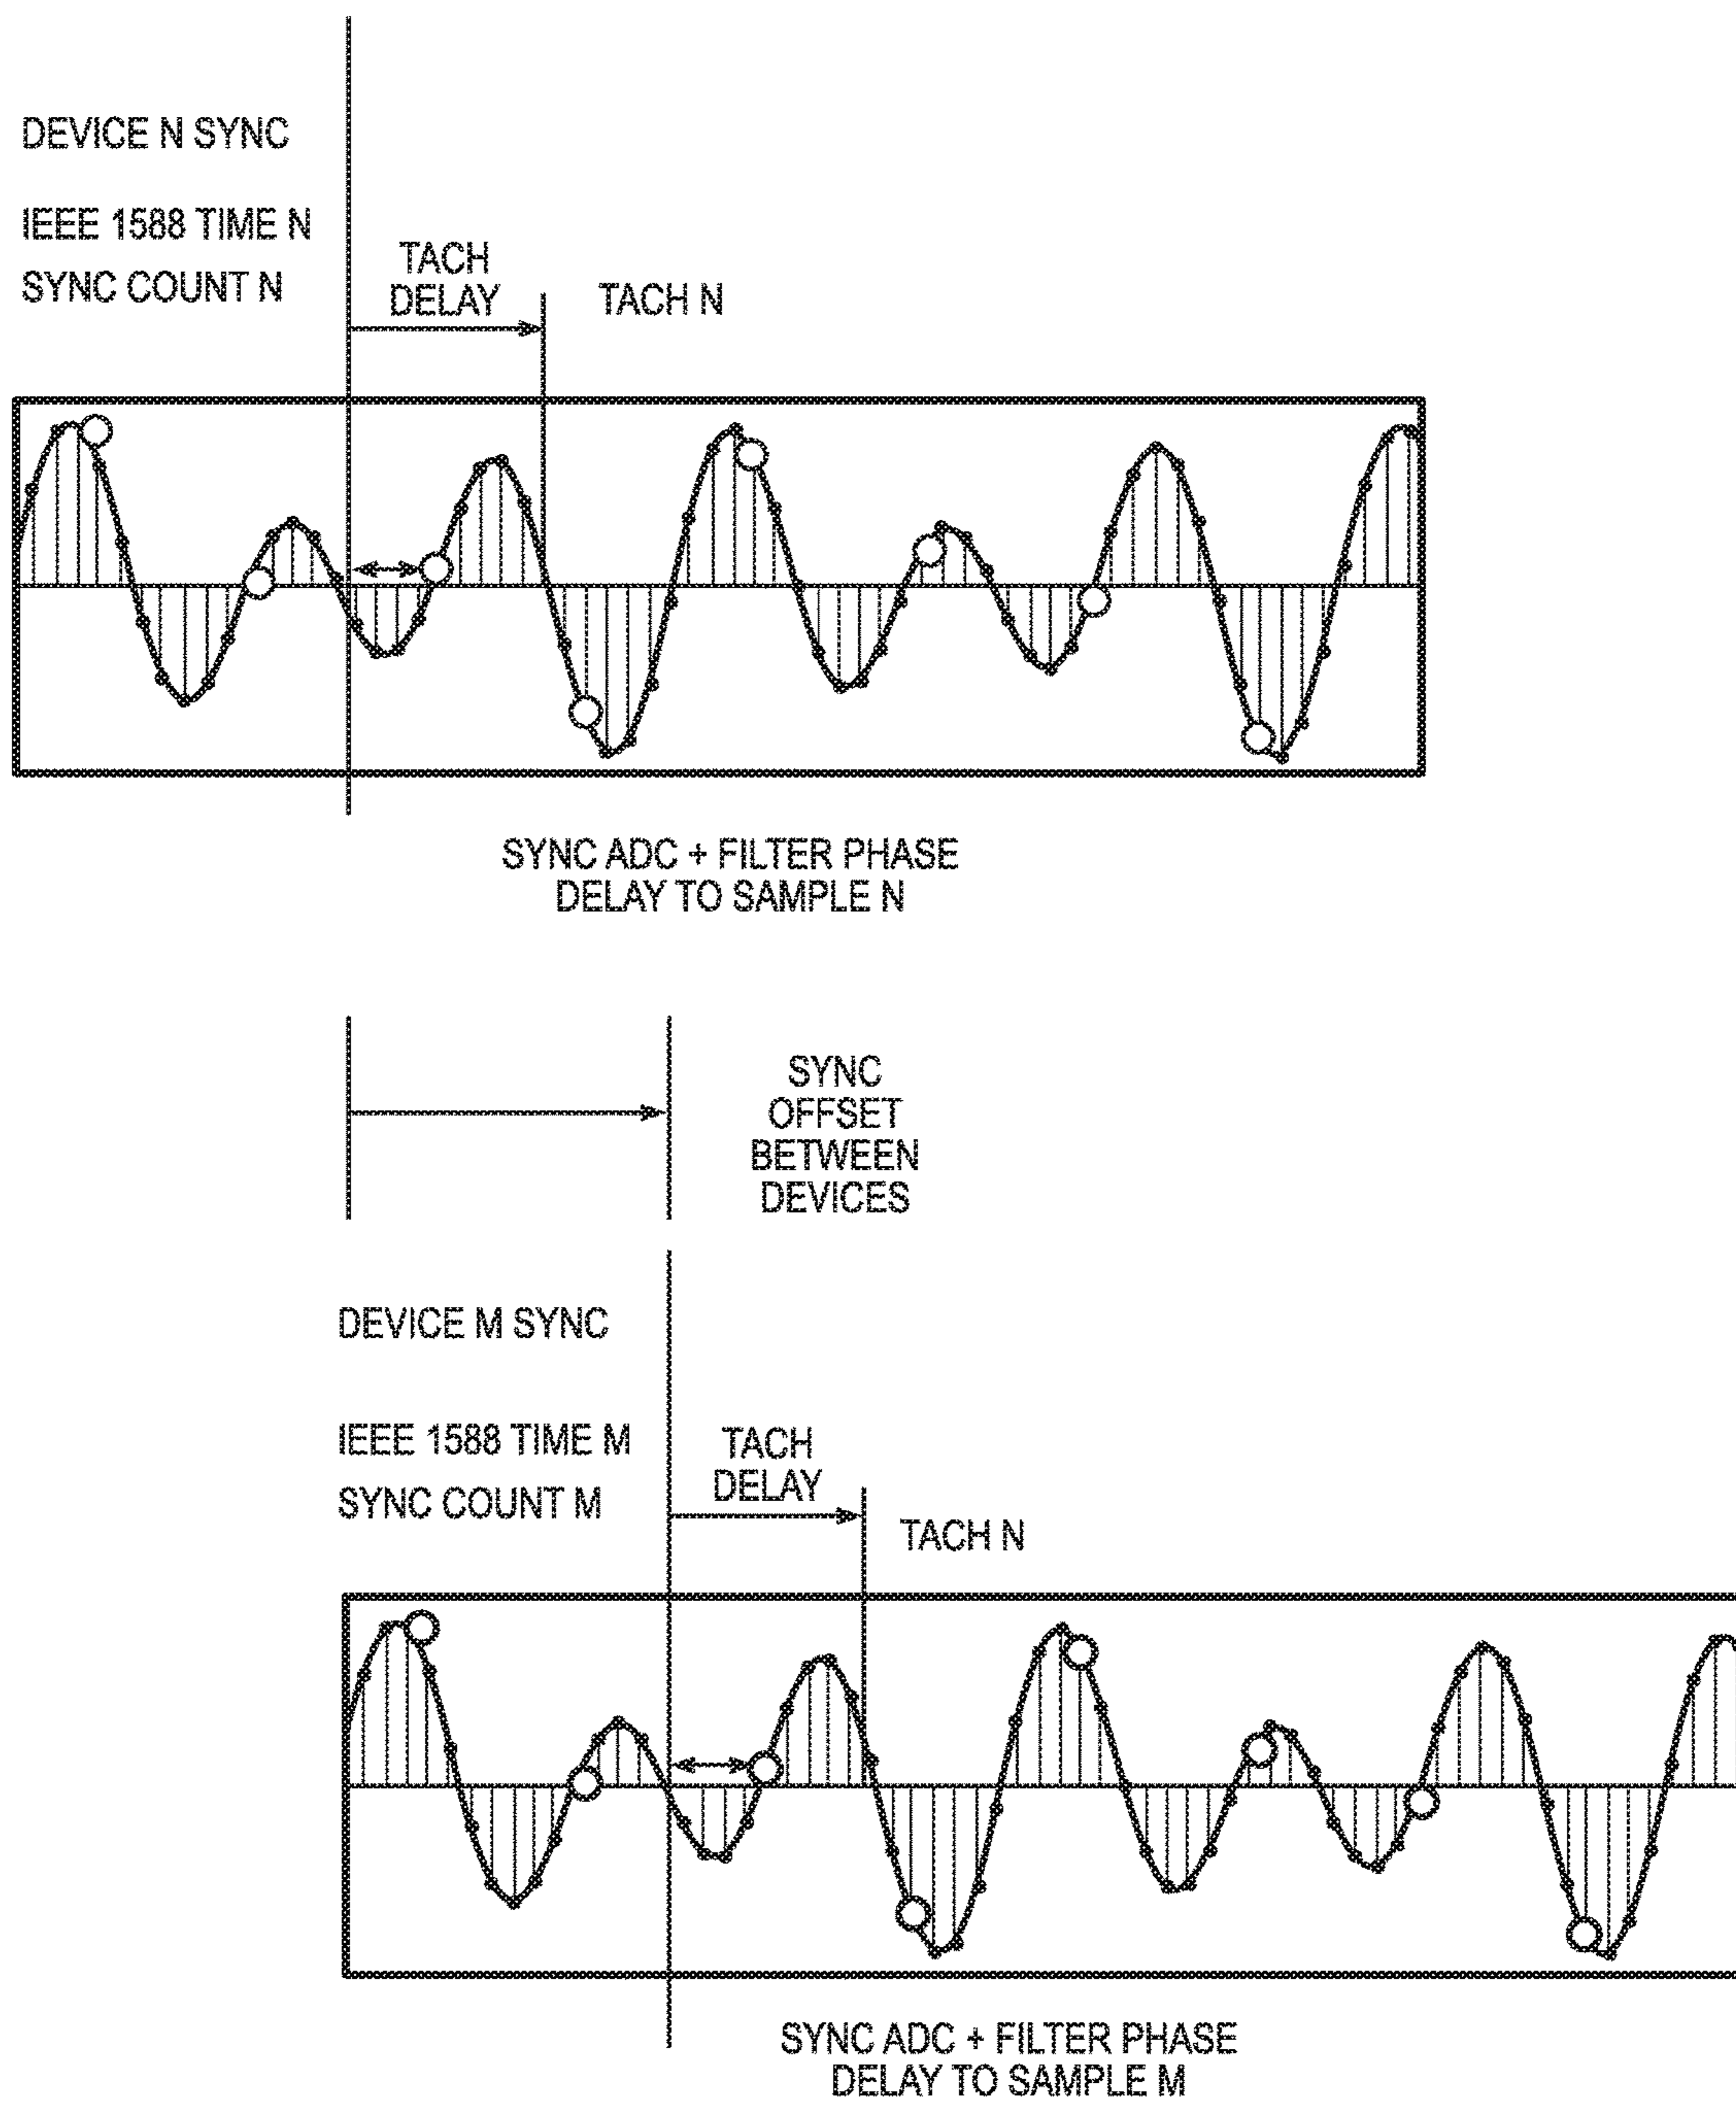 DEVICE N SYNC
IEEE 1588 TIME N
SYNC COUNT N
TACH
DELAY
TACH N
SYNC ADC + FILTER PHASE
DELAY TO SAMPLE N
SYNC
OFFSET
BETWEEN
DEVICES
DEVICE M SYNC
IEEE 1588 TIME M
SYNC COUNT M
TACH
DELAY
TACH N
SYNC ADC + FILTER PHASE
DELAY TO SAMPLE M